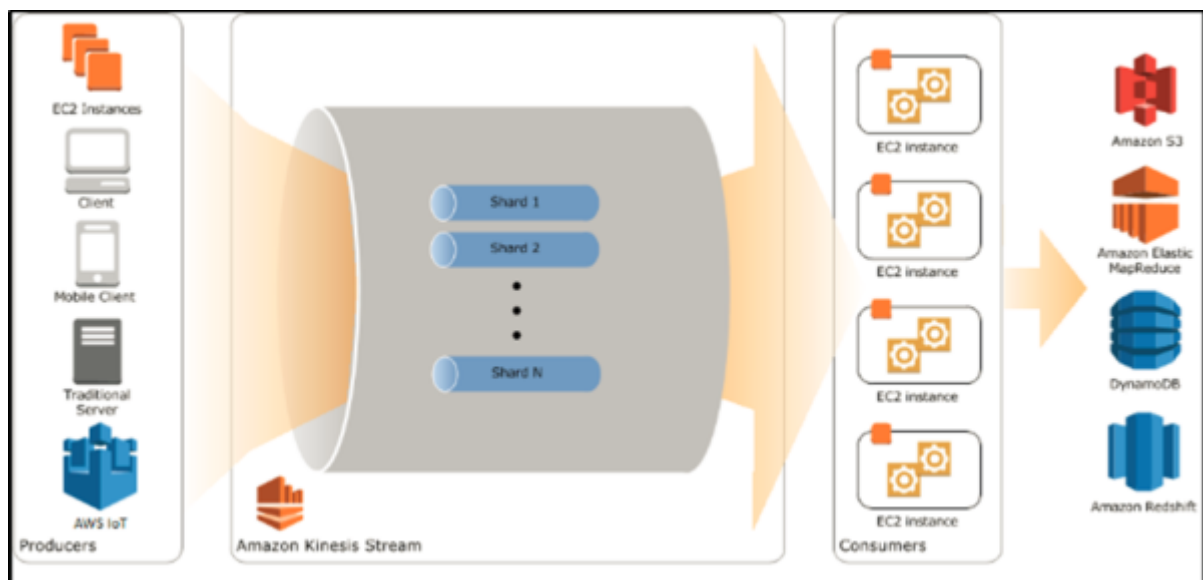 EC2 Instances
Client
Mobile Client
Traditional
Server
AWS IoT
Producers
Shard 1
Shard 2
Shard N
Amazon Kinesis Stream
EC2 instance
EC2 instance
EC2 instance
EC2 instance
Consumers
Amazon S3
Amazon Elastic
MapReduce
DynamoDB
Amazon Redshift